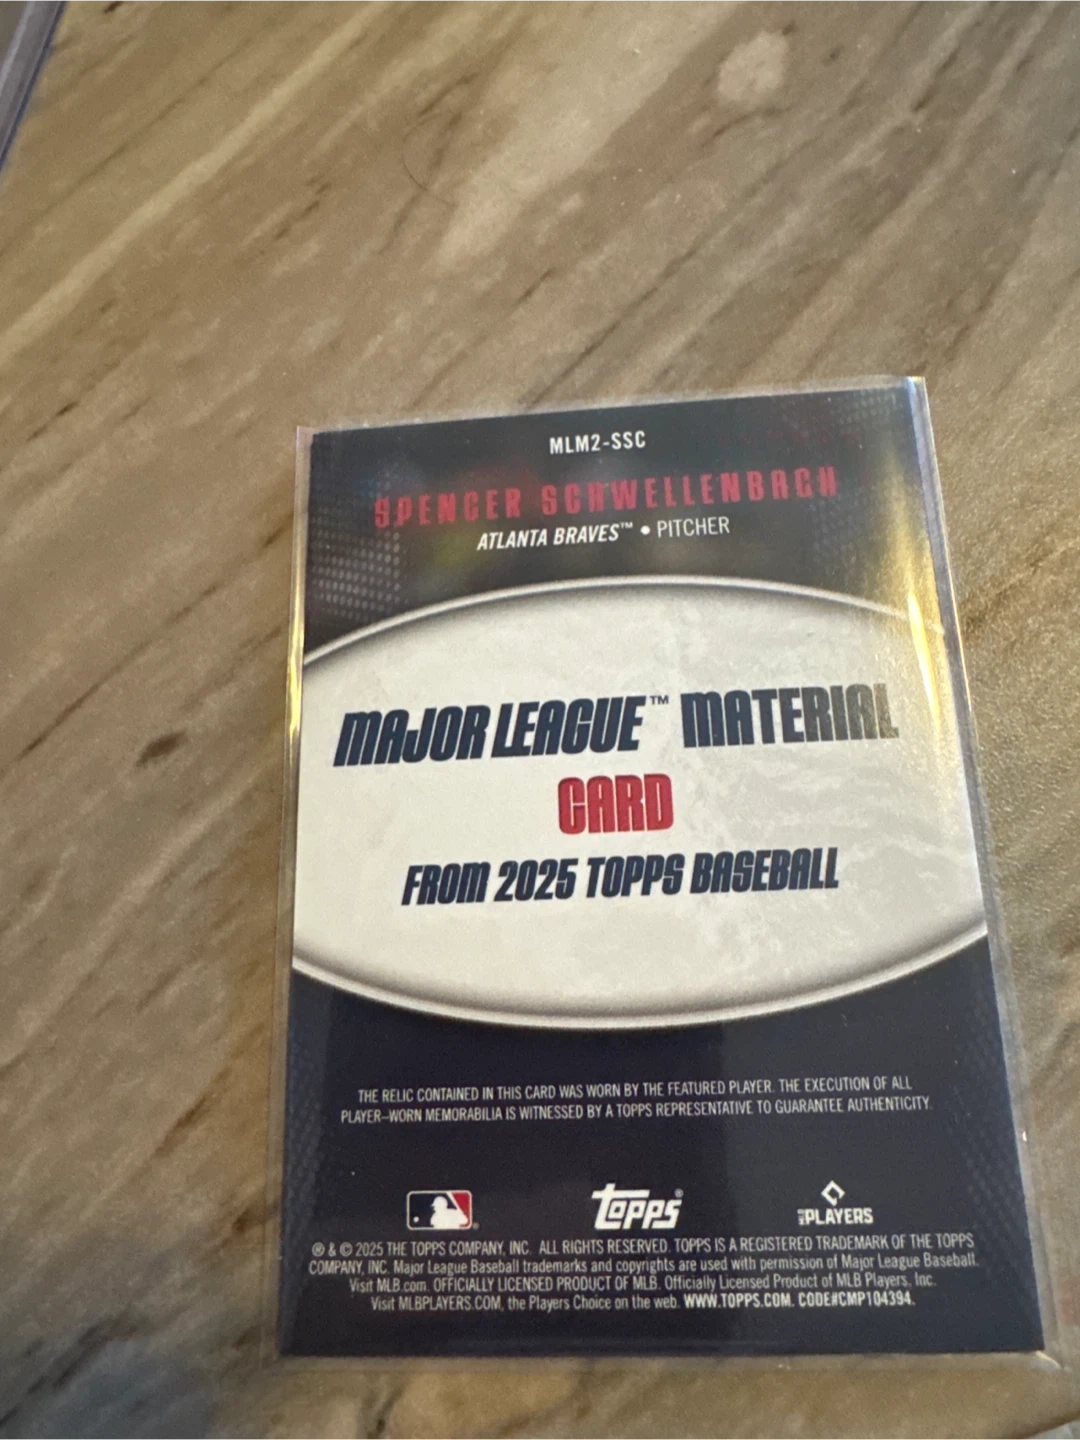 MLM2-SSC
SPENCER SCHWELLENBACH
ATLANTA BRAVES™ • PITCHER
MAJOR LEAGUE™ MATERIAL
CARD
FROM 2025 TOPPS BASEBALL
THE RELIC CONTAINED IN THIS CARD WAS WORN BY THE FEATURED PLAYER. THE EXECUTION OF ALL
PLAYER-WORN MEMORABILIA IS WITNESSED BY A TOPPS REPRESENTATIVE TO GUARANTEE AUTHENTICITY.
topps® PLAYERS
® & © 2025 THE TOPPS COMPANY, INC. ALL RIGHTS RESERVED. TOPPS IS A REGISTERED TRADEMARK OF THE TOPPS
COMPANY, INC. Major League Baseball trademarks and copyrights are used with permission of Major League Baseball.
Visit MLB.com. OFFICIALLY LICENSED PRODUCT OF MLB. Officially Licensed Product of MLB Players, Inc.
Visit MLBPLAYERS.COM, the Players Choice on the web. WWW.TOPPS.COM. CODE#CMP104394.